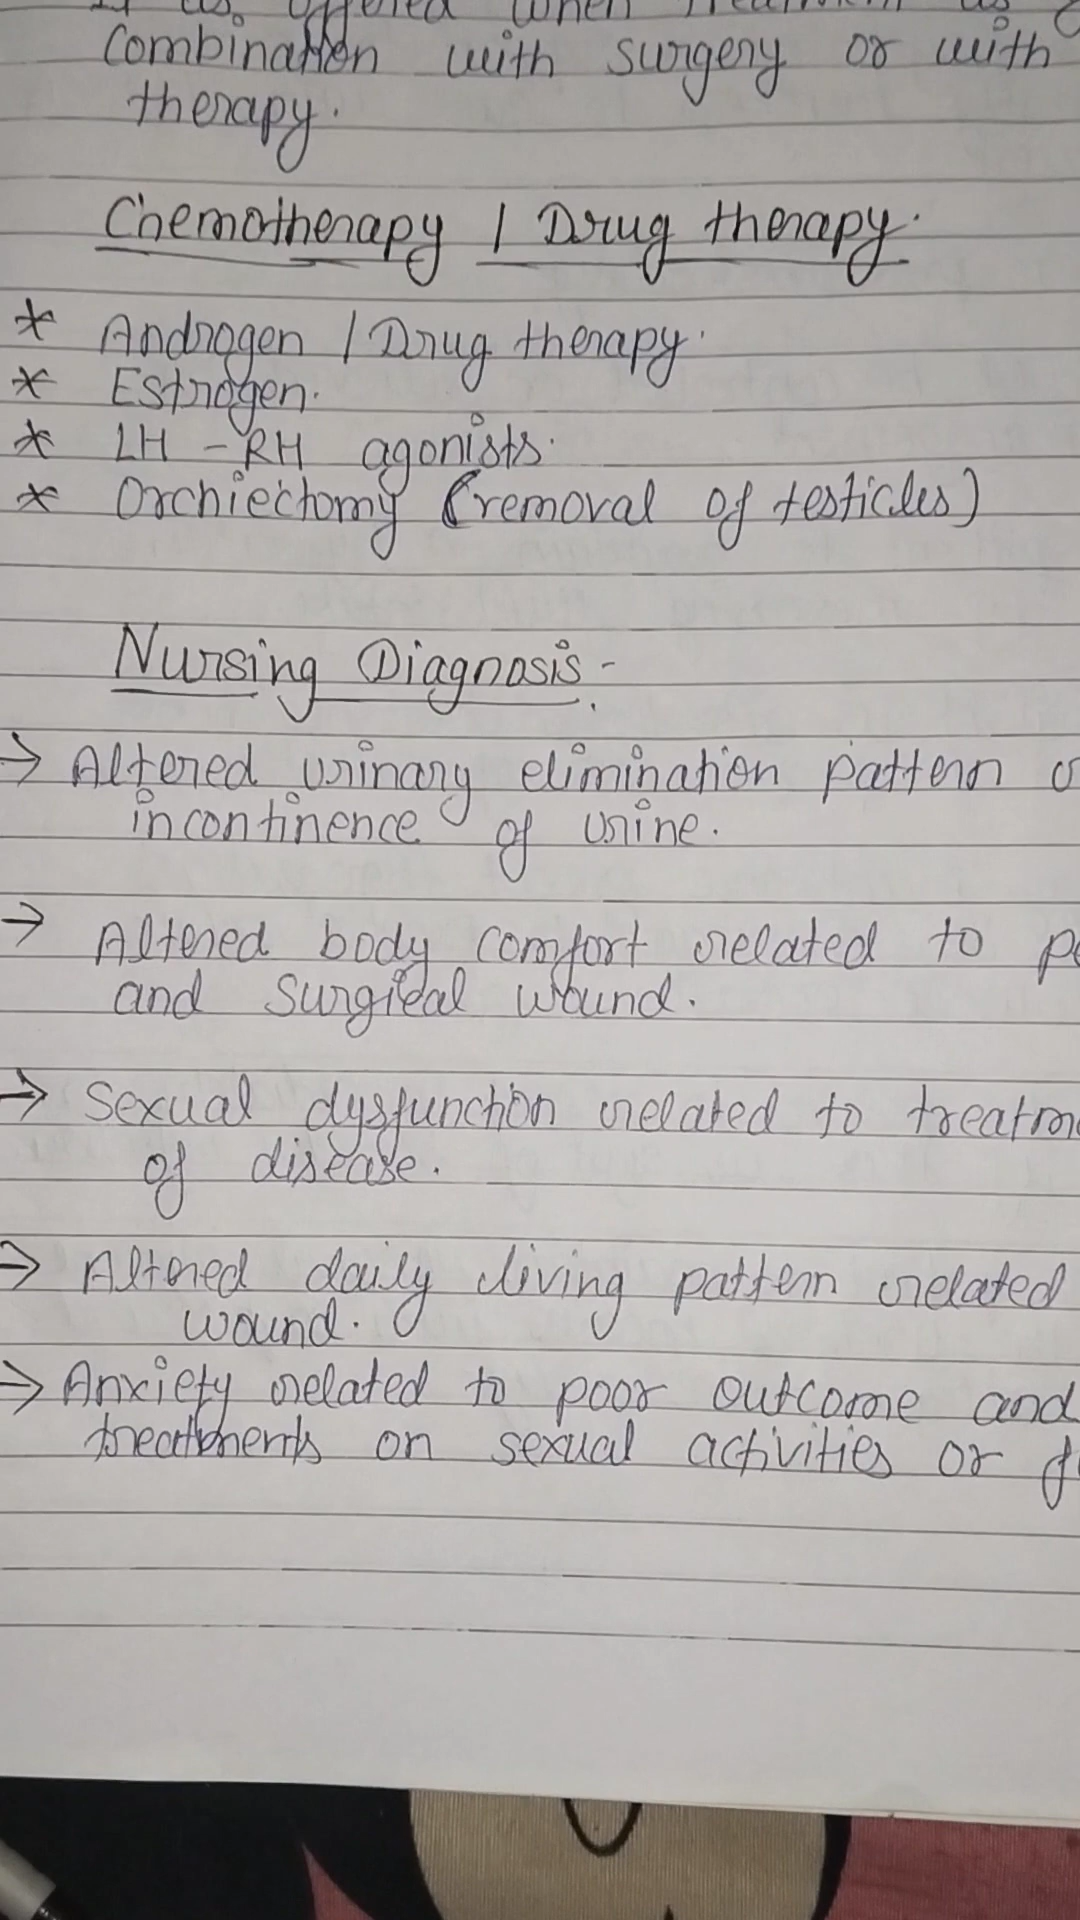 offered when treatment
combination with surgery or with
therapy.
Chemotherapy / Drug therapy.
* Androgen / Drug therapy.
* Estrogen.
* LH - RH agonists.
* Orchiectomy (removal of testicles)
Nursing Diagnosis -
→ Altered urinary elimination pattern
incontinence of urine.
→ Altered body comfort related to
and surgical wound.
→ Sexual dysfunction related to
of disease.
→ Altered daily living pattern related
wound.
→ Anxiety related to poor outcome and
treatments on sexual activities or